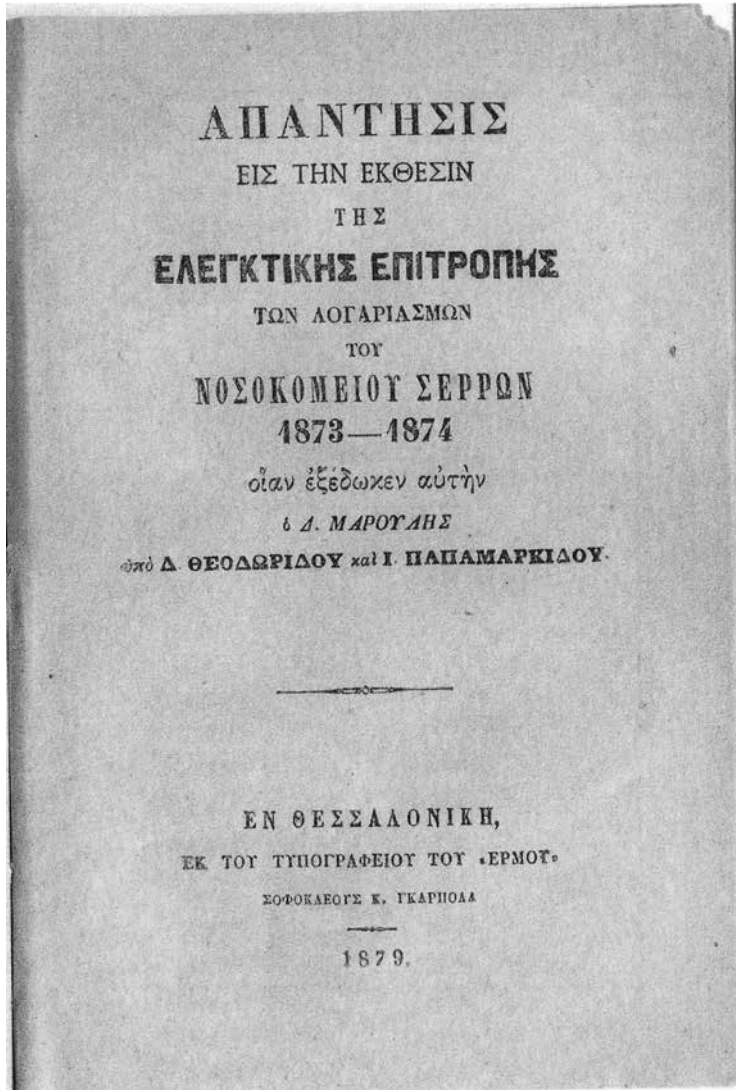 ΑΠΑΝΤΗΣΙΣ
ΕΙΣ ΤΗΝ ΕΚΘΕΣΙΝ
ΤΗΣ
ΕΛΕΓΚΤΙΚΗΣ ΕΠΙΤΡΟΠΗΣ
ΤΩΝ ΛΟΓΑΡΙΑΣΜΩΝ
ΤΟΥ
ΝΟΣΟΚΟΜΕΙΟΥ ΣΕΡΡΩΝ
1873—1874
οἵαν ἐξέδωκεν αὐτὴν
ὁ Δ. ΜΑΡΟΥΛΗΣ
ὑπὸ Δ. ΘΕΟΔΩΡΙΔΟΥ καὶ Ι. ΠΑΠΑΜΑΡΚΙΔΟΥ.
ΕΝ ΘΕΣΣΑΛΟΝΙΚΗ,
ΕΚ ΤΟΥ ΤΥΠΟΓΡΑΦΕΙΟΥ ΤΟΥ «ΕΡΜΟΥ»
ΣΟΦΟΚΛΕΟΥΣ Κ. ΓΚΑΡΠΟΛΑ
1879.